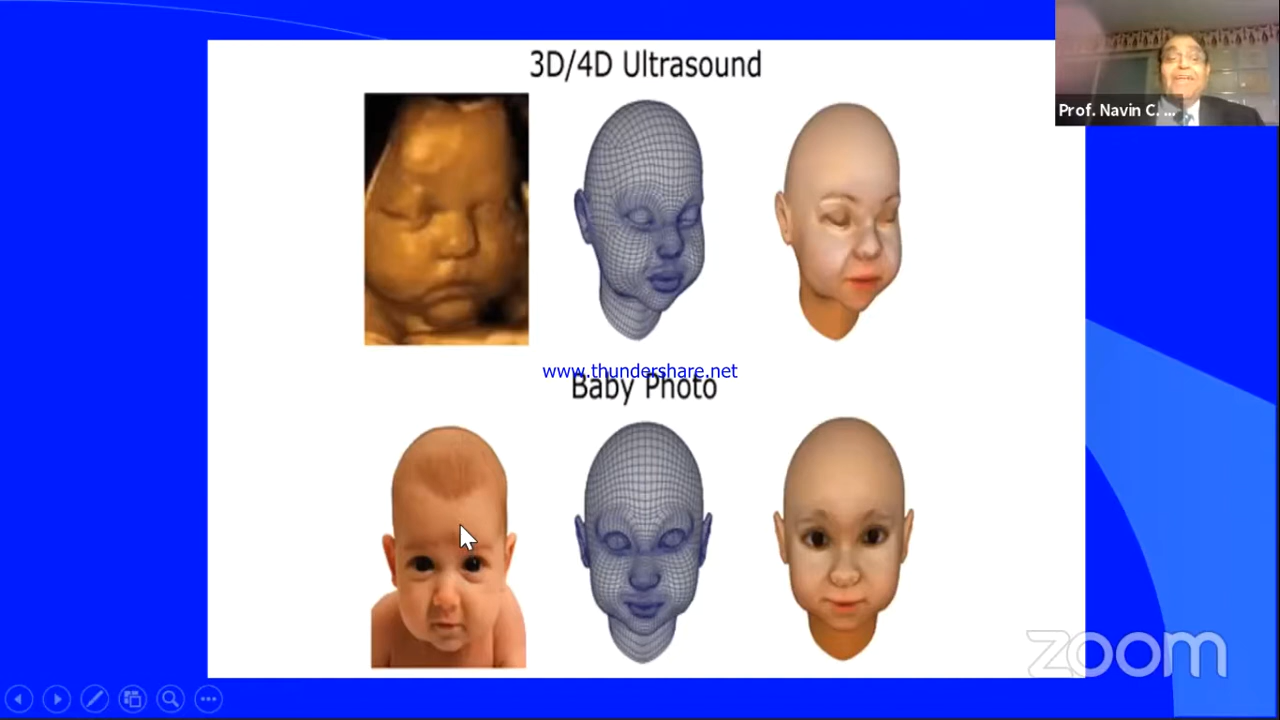 3D/4D Ultrasound
Prof. Navin C. ...
www.thundershare.net
Baby Photo
zoom